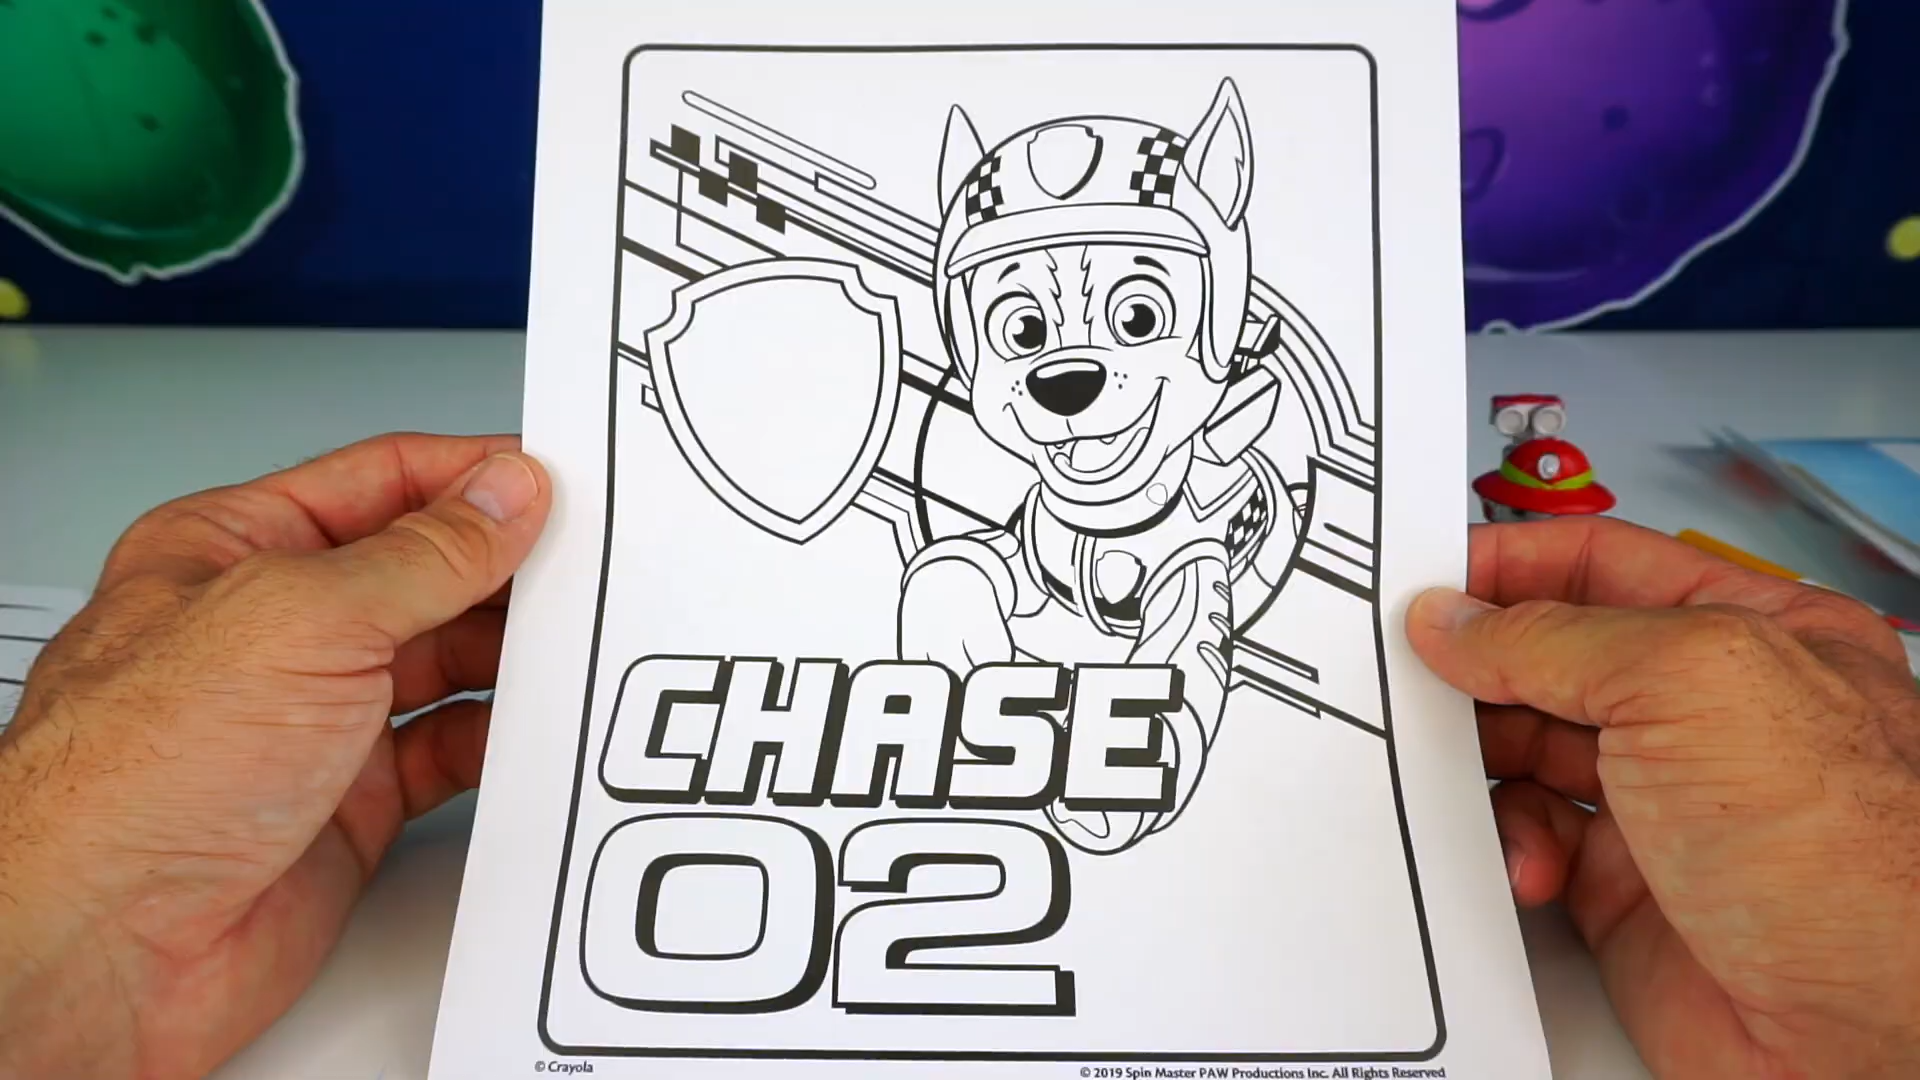 CHASE
02
© Crayola
© 2019 Spin Master PAW Productions Inc. All Rights Reserved